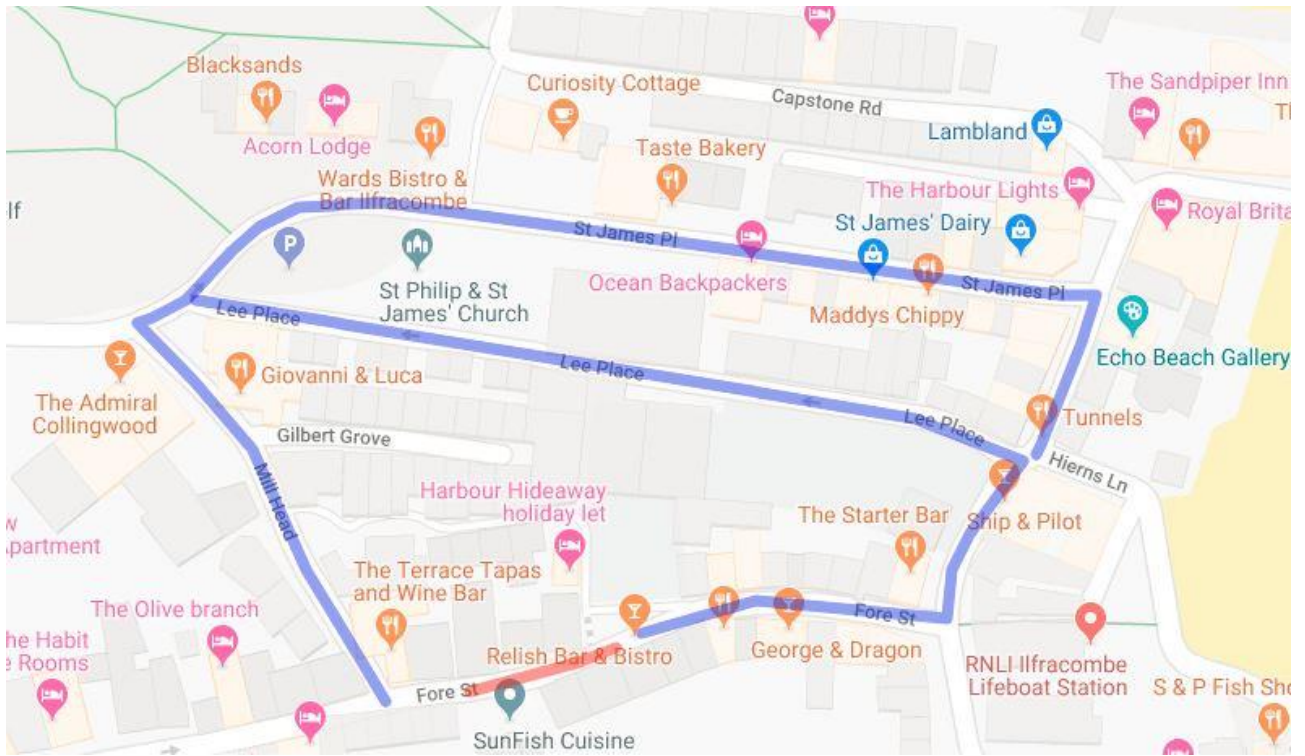 Blacksands
Curiosity Cottage
Capstone Rd
The Sandpiper Inn
Th
Lambland
Acorn Lodge
Taste Bakery
Wards Bistro &
Bar Ilfracombe
The Harbour Lights
lf
St James' Dairy
Royal Brita
St James Pl
P
Ocean Backpackers
St James Pl
St Philip & St
James' Church
Lee Place
Maddys Chippy
Echo Beach Gallery
Lee Place
Giovanni & Luca
The Admiral
Collingwood
Lee Place
Tunnels
Gilbert Grove
Hierns Ln
Mill Head
Harbour Hideaway
holiday let
The Starter Bar
Ship & Pilot
w
Apartment
The Terrace Tapas
and Wine Bar
The Olive branch
Fore St
he Habit
e Rooms
Relish Bar & Bistro
George & Dragon
RNLI Ilfracombe
Lifeboat Station
S & P Fish Sho
Fore St
SunFish Cuisine